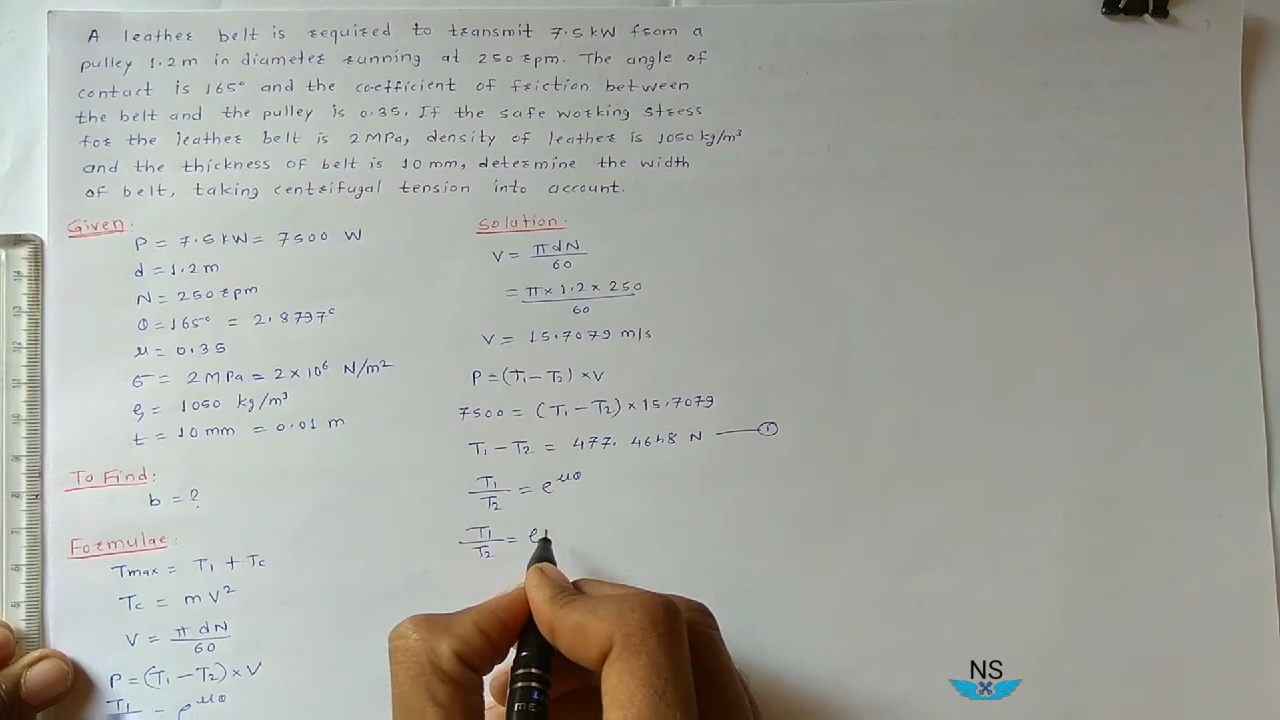 A leather belt is required to transmit 7.5 kW from a
pulley 1.2 m in diameter running at 250 rpm. The angle of
contact is 165° and the coefficient of friction between
the belt and the pulley is 0.35. If the safe working stress
for the leather belt is 2 MPa, density of leather is 1050 kg/m³
and the thickness of belt is 10 mm, determine the width
of belt, taking centrifugal tension into account.
Given:
P = 7.5 kW = 7500 W
d = 1.2 m
N = 250 rpm
θ = 165° = 2.8797ᶜ
μ = 0.35
σ = 2 MPa = 2 × 10⁶ N/m²
ρ = 1050 kg/m³
t = 10 mm = 0.01 m
To Find:
b = ?
Formulae:
Tmax = T₁ + Tc
Tc = mV²
V = πdN
60
P = (T₁ - T₂) × V
T₁ = e^μθ
Solution:
V = πdN
60
= π × 1.2 × 250
60
V = 15.7079 m/s
P = (T₁ - T₂) × V
7500 = (T₁ - T₂) × 15.7079
T₁ - T₂ = 477.4648 N — ①
T₁ = e^μθ
T₂
T₁ = e
T₂
NS